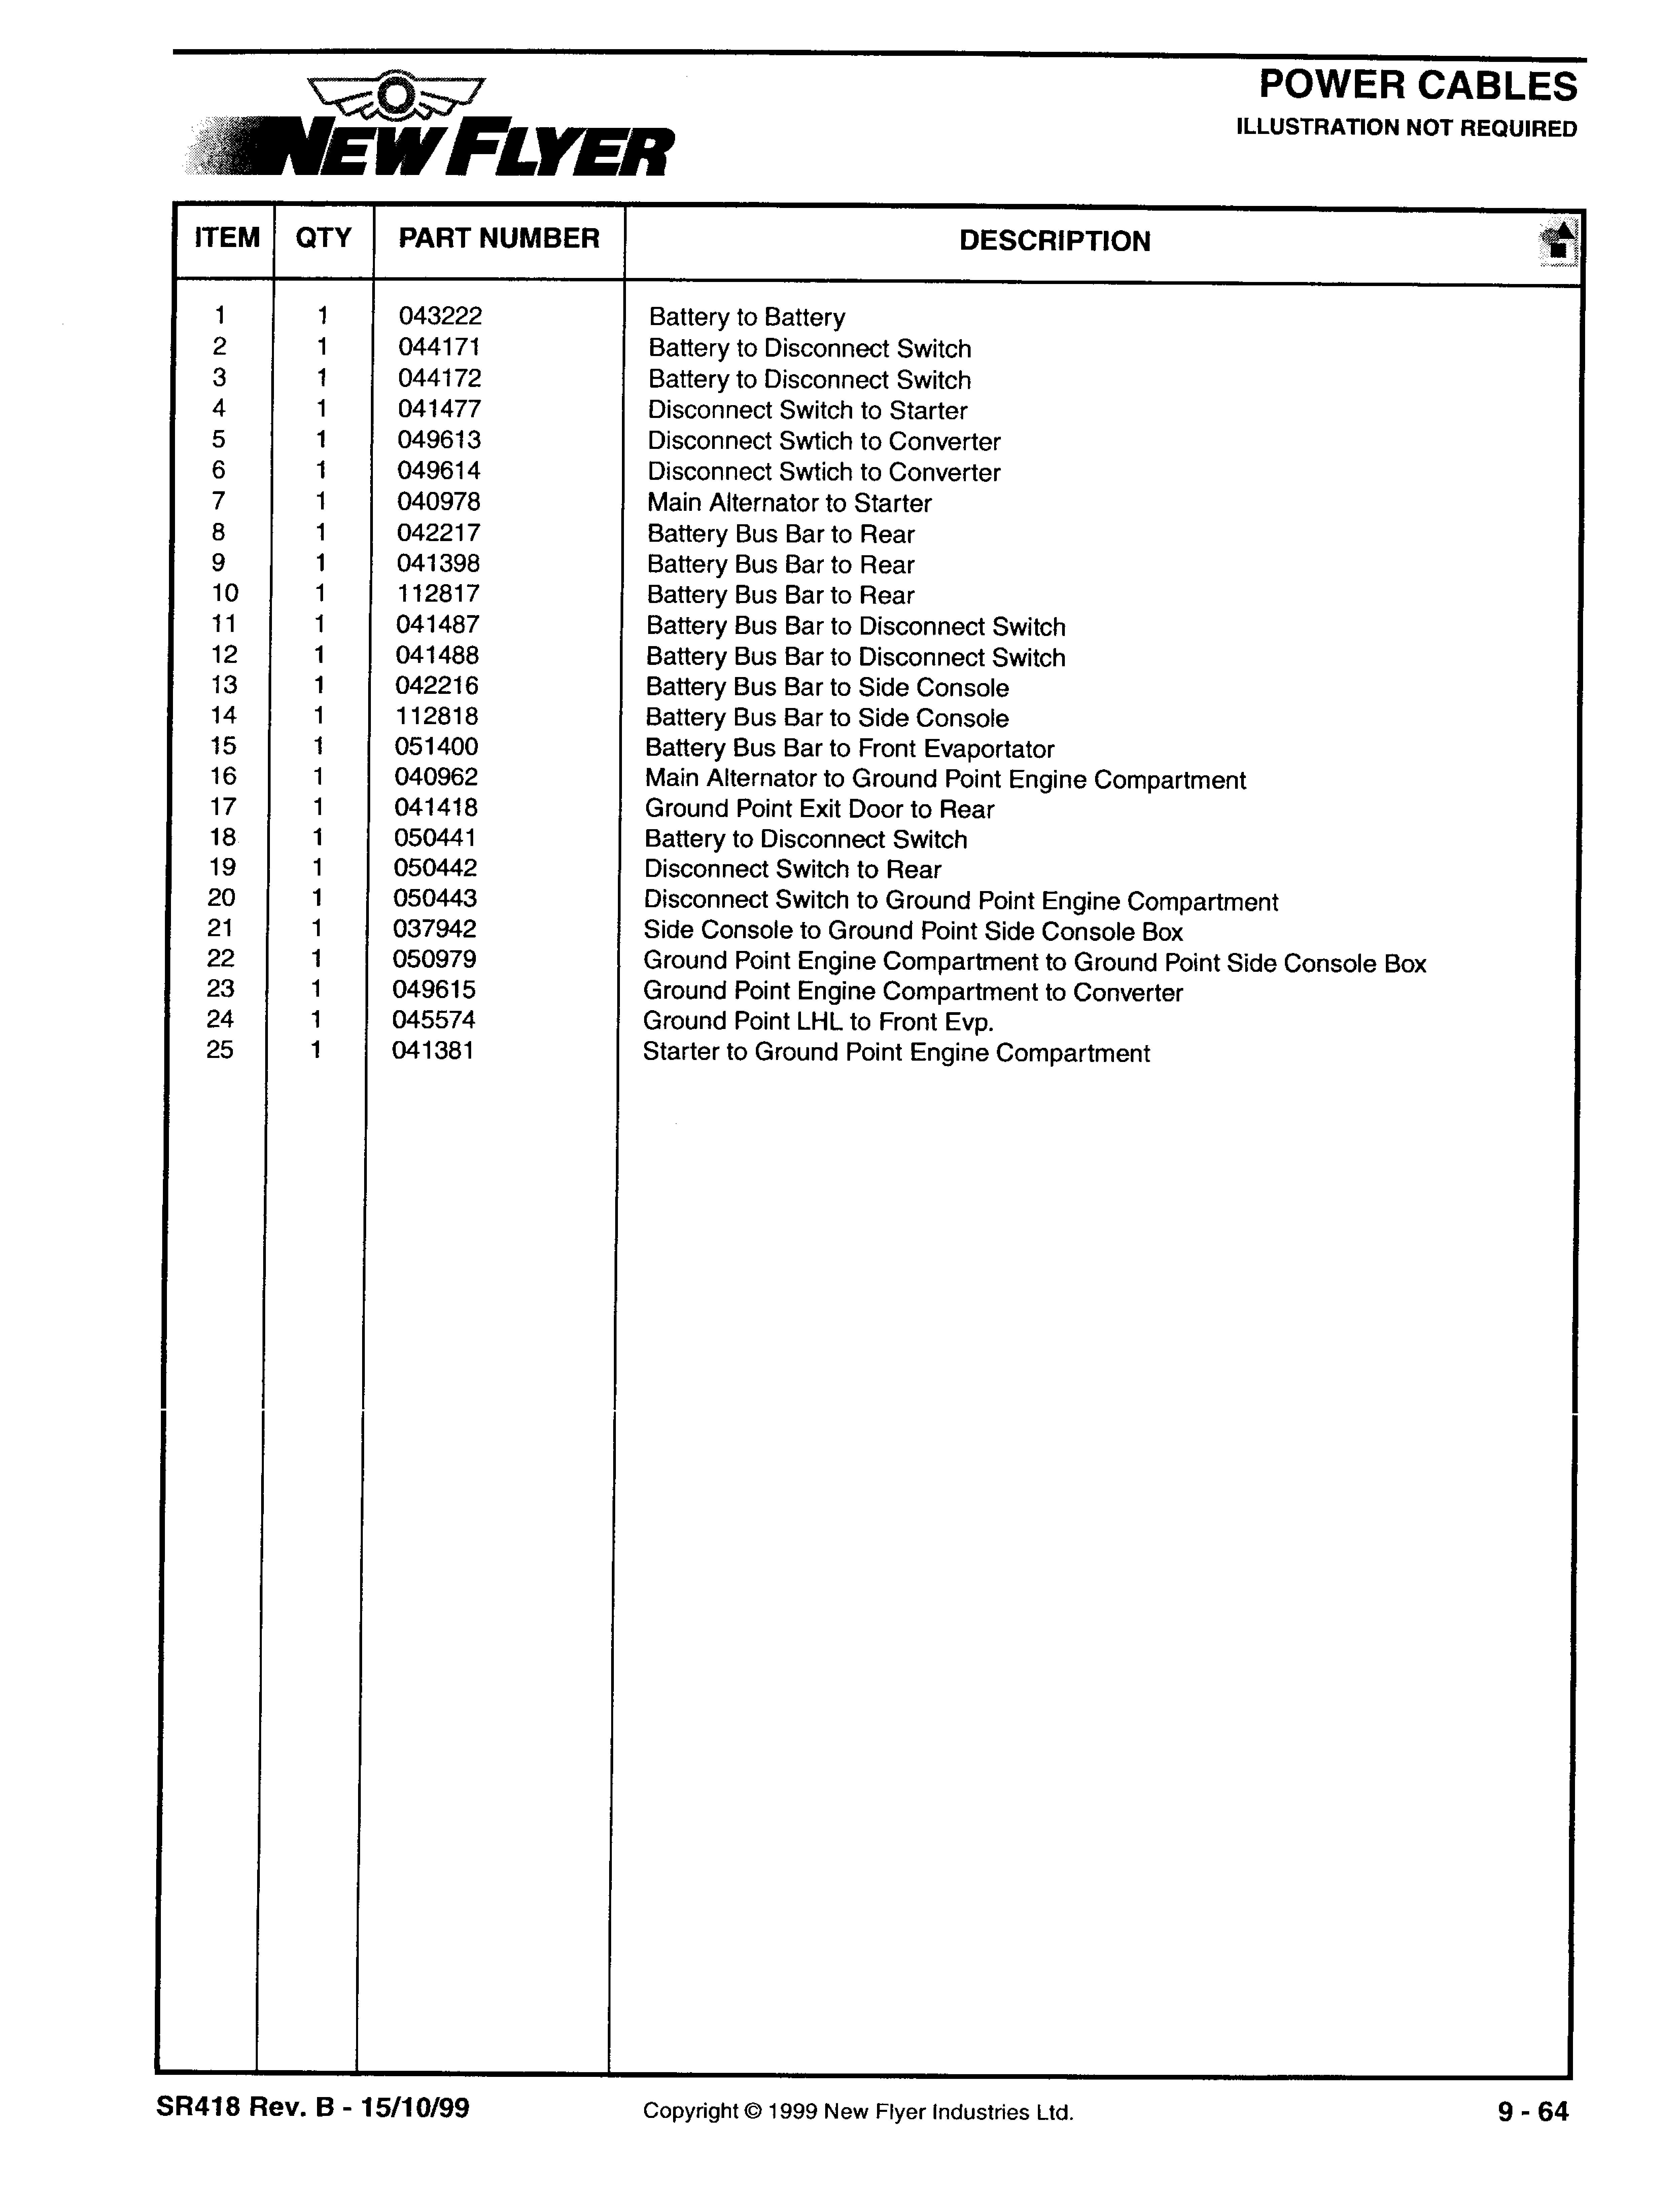 NEW FLYER
POWER CABLES
ILLUSTRATION NOT REQUIRED
ITEM QTY PART NUMBER DESCRIPTION
1 1 043222 Battery to Battery
2 1 044171 Battery to Disconnect Switch
3 1 044172 Battery to Disconnect Switch
4 1 041477 Disconnect Switch to Starter
5 1 049613 Disconnect Swtich to Converter
6 1 049614 Disconnect Swtich to Converter
7 1 040978 Main Alternator to Starter
8 1 042217 Battery Bus Bar to Rear
9 1 041398 Battery Bus Bar to Rear
10 1 112817 Battery Bus Bar to Rear
11 1 041487 Battery Bus Bar to Disconnect Switch
12 1 041488 Battery Bus Bar to Disconnect Switch
13 1 042216 Battery Bus Bar to Side Console
14 1 112818 Battery Bus Bar to Side Console
15 1 051400 Battery Bus Bar to Front Evaportator
16 1 040962 Main Alternator to Ground Point Engine Compartment
17 1 041418 Ground Point Exit Door to Rear
18 1 050441 Battery to Disconnect Switch
19 1 050442 Disconnect Switch to Rear
20 1 050443 Disconnect Switch to Ground Point Engine Compartment
21 1 037942 Side Console to Ground Point Side Console Box
22 1 050979 Ground Point Engine Compartment to Ground Point Side Console Box
23 1 049615 Ground Point Engine Compartment to Converter
24 1 045574 Ground Point LHL to Front Evp.
25 1 041381 Starter to Ground Point Engine Compartment
SR418 Rev. B - 15/10/99 Copyright © 1999 New Flyer Industries Ltd. 9 - 64